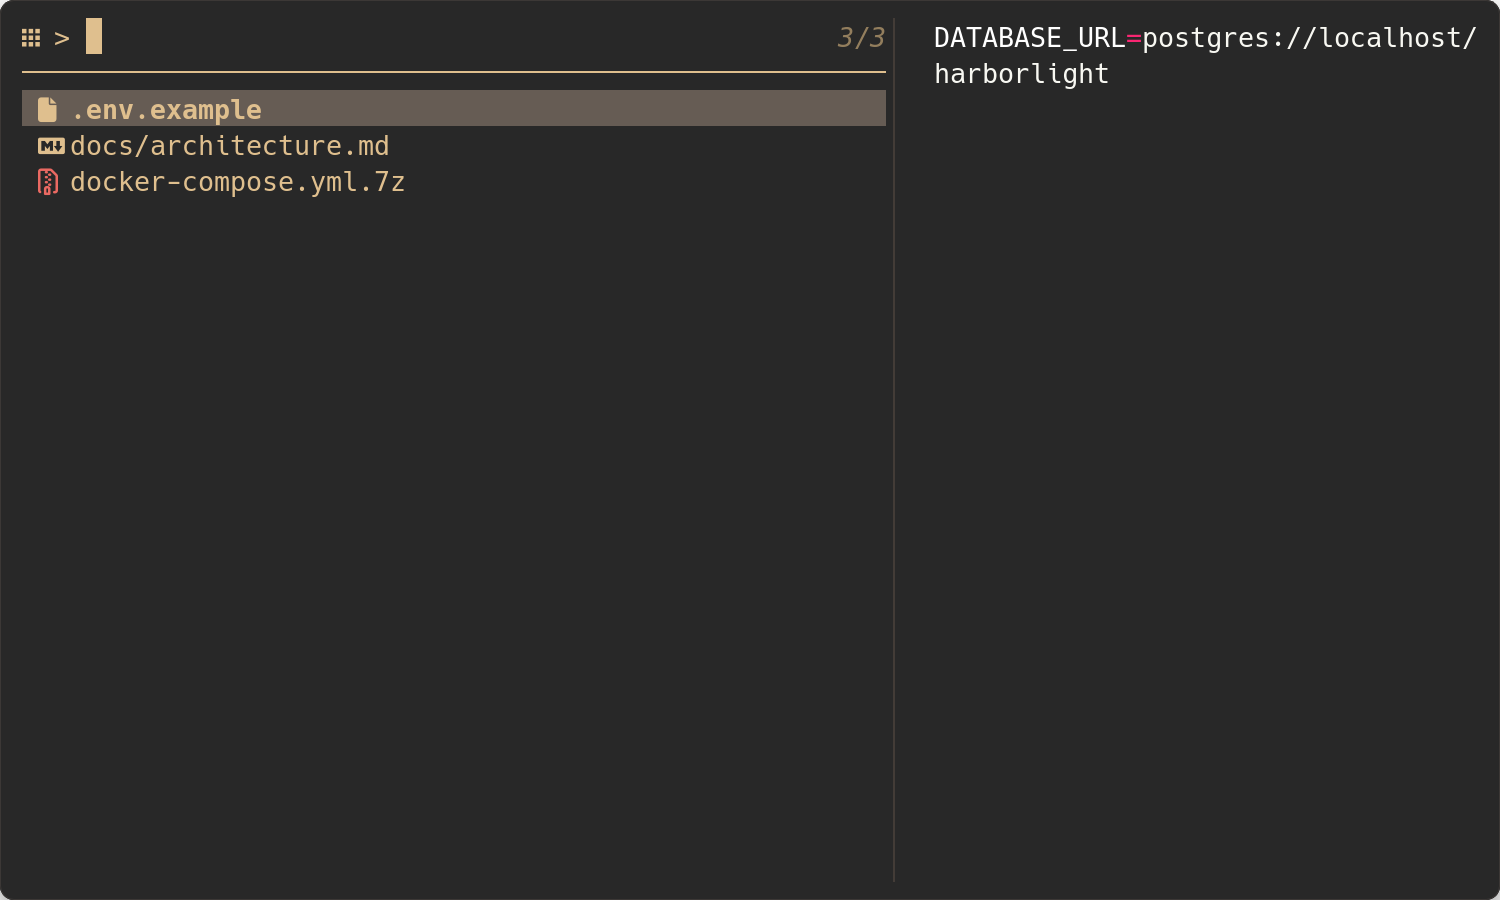 > 3/3
.env.example
docs/architecture.md
docker-compose.yml.7z
DATABASE_URL=postgres://localhost/
harborlight